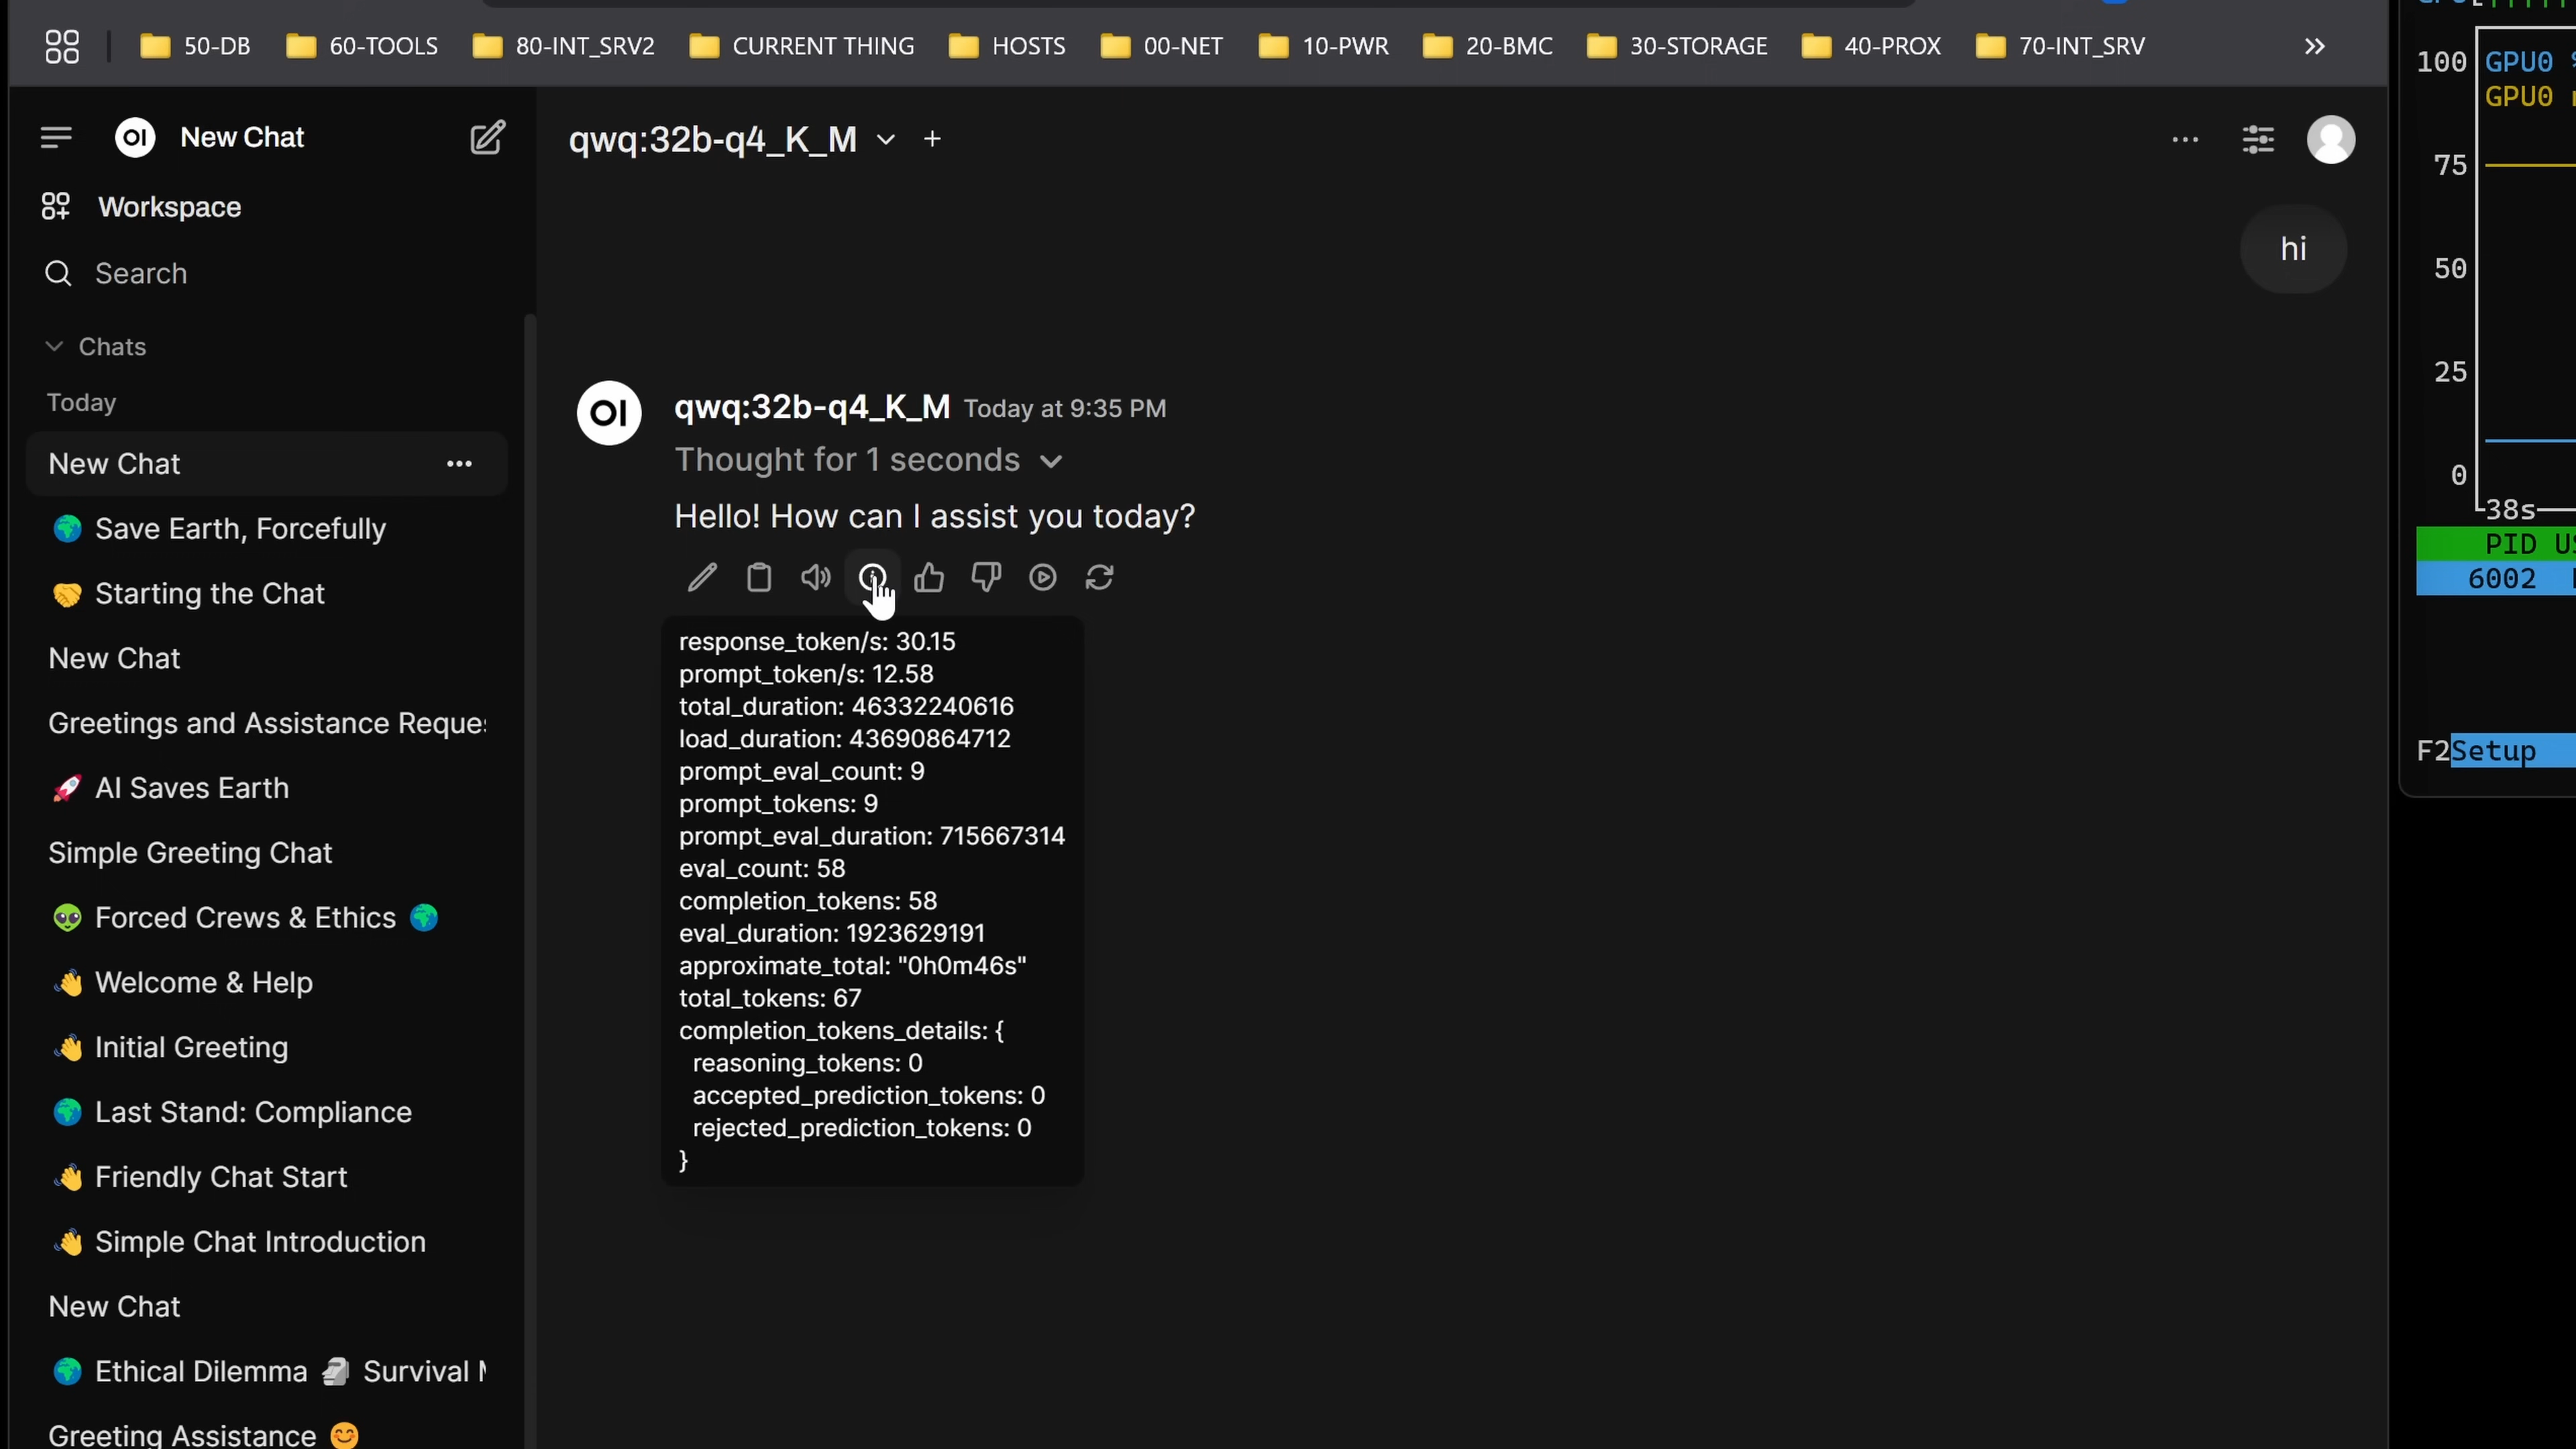 50-DB 60-TOOLS 80-INT_SRV2 CURRENT THING HOSTS 00-NET 10-PWR 20-BMC 30-STORAGE 40-PROX 70-INT_SRV »
OI New Chat
Workspace
Search
Chats
Today
New Chat
Save Earth, Forcefully
Starting the Chat
New Chat
Greetings and Assistance
AI Saves Earth
Simple Greeting Chat
Forced Crews & Ethics
Welcome & Help
Initial Greeting
Last Stand: Compliance
Friendly Chat Start
Simple Chat Introduction
New Chat
Ethical Dilemma 🗿 Survival
Greeting Assistance 😊
qwq:32b-q4_K_M
hi
OI qwq:32b-q4_K_M Today at 9:35 PM
Thought for 1 seconds
Hello! How can I assist you today?
response_token/s: 30.15
prompt_token/s: 12.58
total_duration: 46332240616
load_duration: 43690864712
prompt_eval_count: 9
prompt_tokens: 9
prompt_eval_duration: 715667314
eval_count: 58
completion_tokens: 58
eval_duration: 1923629191
approximate_total: "0h0m46s"
total_tokens: 67
completion_tokens_details: {
reasoning_tokens: 0
accepted_prediction_tokens: 0
rejected_prediction_tokens: 0
}
100 GPU0
GPU0
75
50
25
0
38s
PID
6002
F2Setup